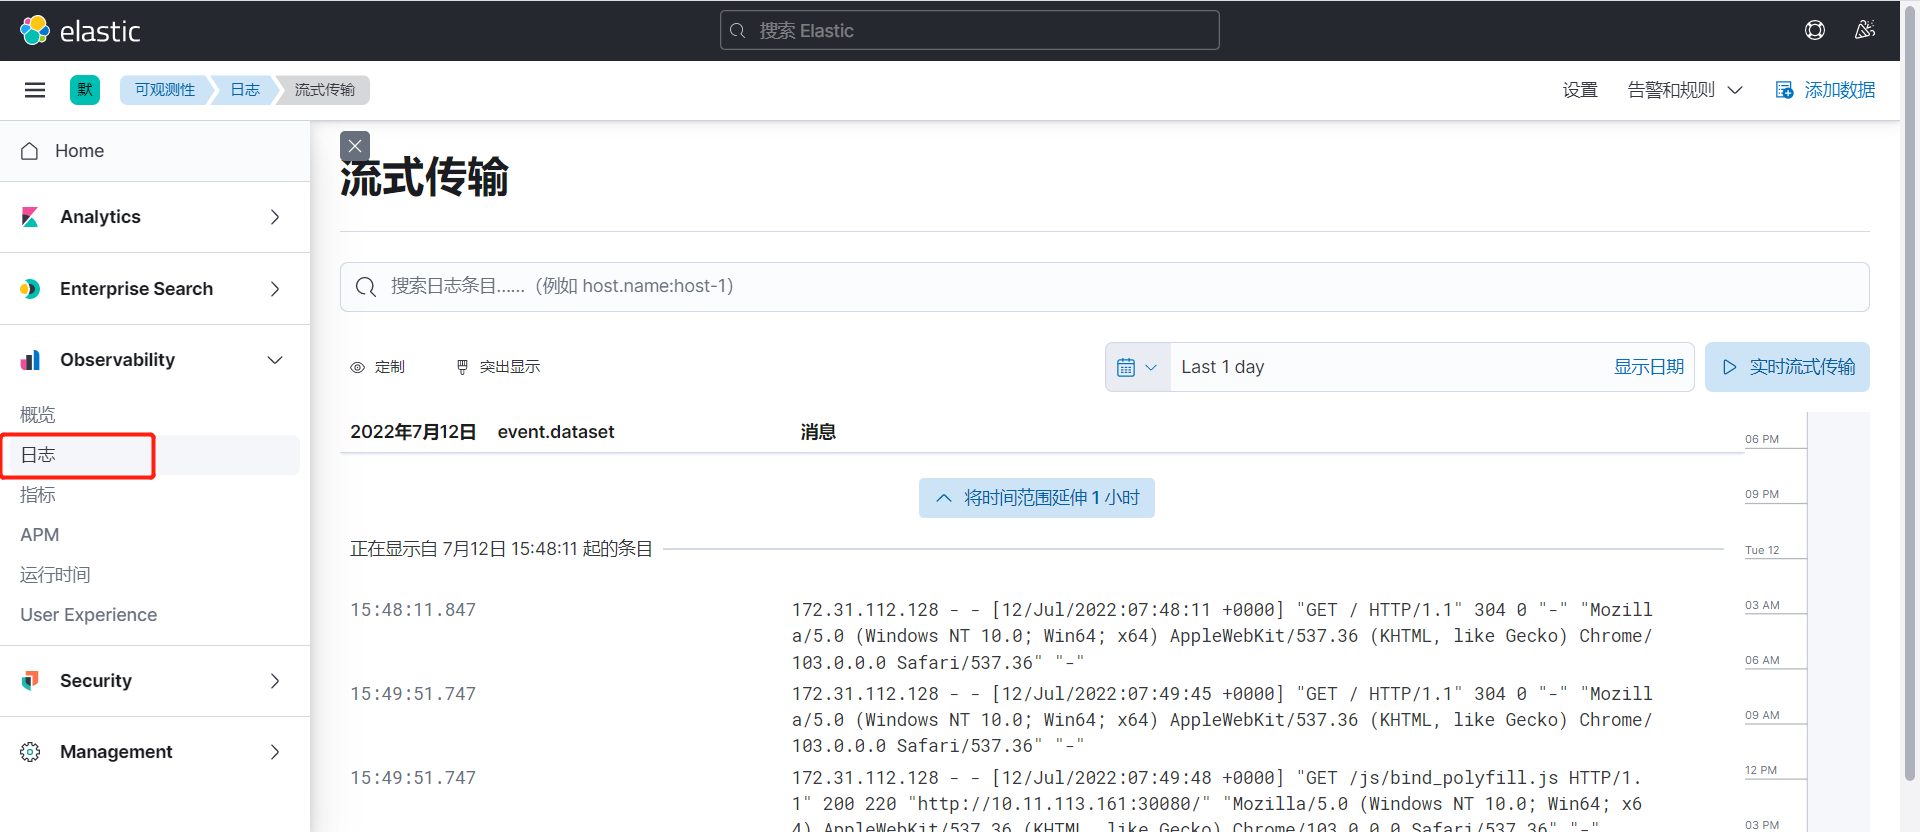 elastic
搜索 Elastic
默
可观测性
日志
流式传输
设置
告警和规则
添加数据
Home
Analytics
Enterprise Search
Observability
概览
日志
指标
APM
运行时间
User Experience
Security
Management
流式传输
搜索日志条目…… (例如 host.name:host-1)
定制
突出显示
Last 1 day
显示日期
实时流式传输
2022年7月12日
event.dataset
消息
将时间范围延伸 1 小时
正在显示自 7月12日 15:48:11 起的条目
15:48:11.847
172.31.112.128 - - [12/Jul/2022:07:48:11 +0000] "GET / HTTP/1.1" 304 0 "-" "Mozill
a/5.0 (Windows NT 10.0; Win64; x64) AppleWebKit/537.36 (KHTML, like Gecko) Chrome/
103.0.0.0 Safari/537.36" "-"
15:49:51.747
172.31.112.128 - - [12/Jul/2022:07:49:45 +0000] "GET / HTTP/1.1" 304 0 "-" "Mozill
a/5.0 (Windows NT 10.0; Win64; x64) AppleWebKit/537.36 (KHTML, like Gecko) Chrome/
103.0.0.0 Safari/537.36" "-"
15:49:51.747
172.31.112.128 - - [12/Jul/2022:07:49:48 +0000] "GET /js/bind_polyfill.js HTTP/1.
1" 200 220 "http://10.11.113.161:30080/" "Mozilla/5.0 (Windows NT 10.0; Win64; x6
4) AppleWebKit/537.36 (KHTML, like Gecko) Chrome/103.0.0.0 Safari/537.36" "-"
06 PM
09 PM
Tue 12
03 AM
06 AM
09 AM
12 PM
03 PM